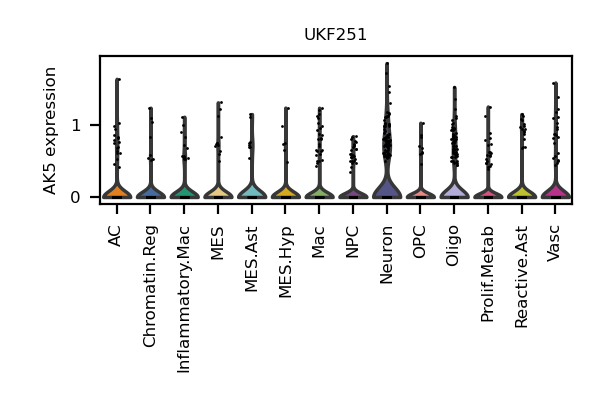 UKF251
AK5 expression
1
0
AC
Chromatin.Reg
Inflammatory.Mac
MES
MES.Ast
MES.Hyp
Mac
NPC
Neuron
OPC
Oligo
Prolif.Metab
Reactive.Ast
Vasc